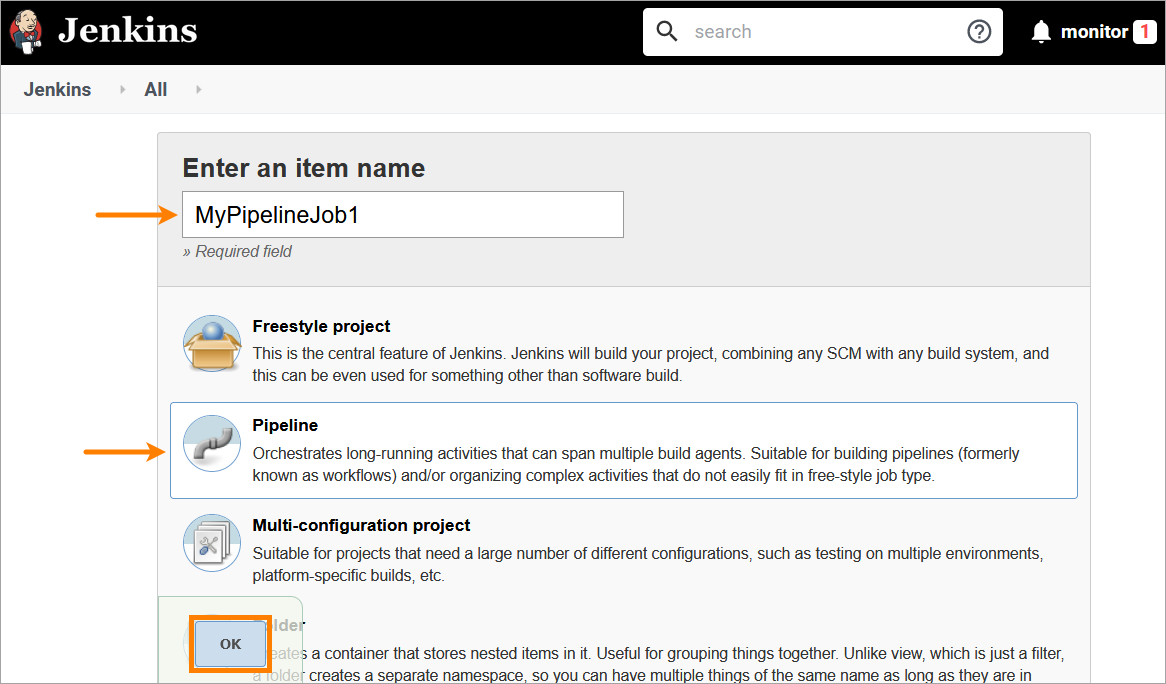 Jenkins
search
monitor 1
Jenkins All
Enter an item name
MyPipelineJob1
» Required field
Freestyle project
This is the central feature of Jenkins. Jenkins will build your project, combining any SCM with any build system, and
this can be even used for something other than software build.
Pipeline
Orchestrates long-running activities that can span multiple build agents. Suitable for building pipelines (formerly
known as workflows) and/or organizing complex activities that do not easily fit in free-style job type.
Multi-configuration project
Suitable for projects that need a large number of different configurations, such as testing on multiple environments,
platform-specific builds, etc.
Folder
OK
Creates a container that stores nested items in it. Useful for grouping things together. Unlike view, which is just a filter,
a folder creates a separate namespace, so you can have multiple things of the same name as long as they are in